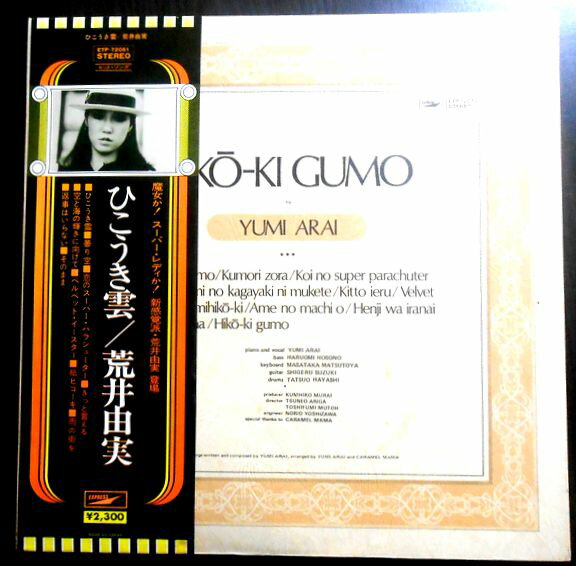 ひこうき雲 荒井由実
ETP-72051
STEREO
魔女か! スーパー・レディか! 新感覚派・荒井由実 登場
ひこうき雲/荒井由実
■ひこうき雲■曇り空■恋のスーパー・パラシューター■きっと言える
■空と海の輝きに向けて■ベルベット・イースター■紙ヒコーキ■雨の街を
■返事はいらない■そのまま
EXPRESS
¥2,300
KŌ-KI GUMO
by
YUMI ARAI
mo/Kumori zora/Koi no super parachuter
mi no kagayaki ni mukete/Kitto ieru/Velvet
mihikō-ki/Ame no machi o/Henji wa iranai
na/Hikō-ki gumo
piano and vocal YUMI ARAI
bass HARUOMI HOSONO
keyboard MASATAKA MATSUTOYA
guitar SHIGERU SUZUKI
drums TATSUO HAYASHI
producer KUNIHIKO MURAI
director TSUNEO ARIGA
TOSHIFUMI MUTOH
engineer NORIO YOSHIZAWA
special thanks to CARAMEL MAMA
written and composed by YUMI ARAI, arranged by YUMI ARAI and CARAMEL MAMA